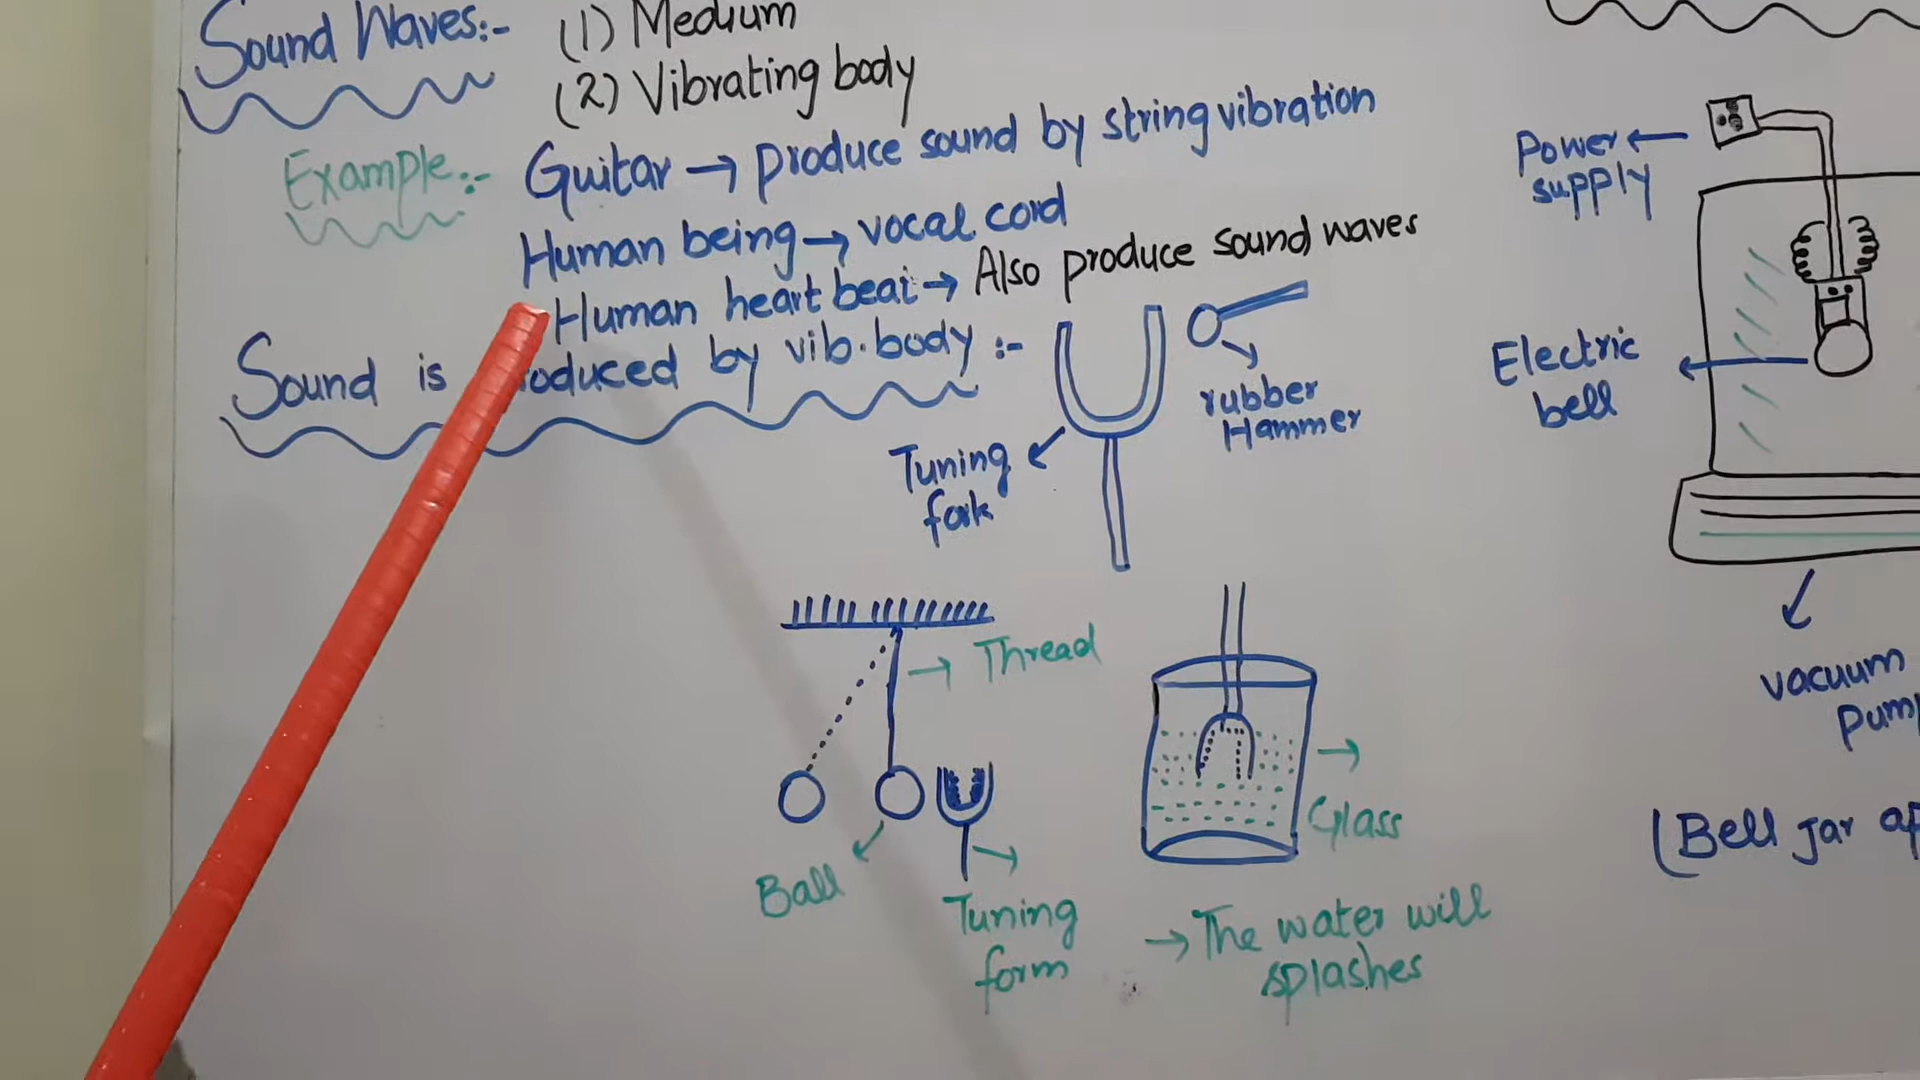 Sound Waves:- (1) Medium
(2) Vibrating body
Example:- Guitar → produce sound by string vibration
Human being → vocal cord
Human heart beat → Also produce sound waves
Sound is produced by vib. body :-
rubber
Hammer
Tuning
fork
Thread
Ball
Tuning
form
Glass
→ The water will
splashes
Power
supply
Electric
bell
vacuum
Pump
(Bell jar